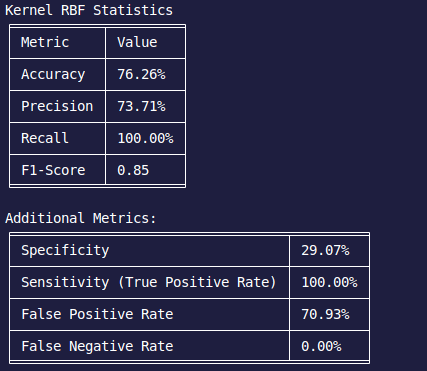 Kernel RBF Statistics
Metric Value
Accuracy 76.26%
Precision 73.71%
Recall 100.00%
F1-Score 0.85
Additional Metrics:
Specificity 29.07%
Sensitivity (True Positive Rate) 100.00%
False Positive Rate 70.93%
False Negative Rate 0.00%